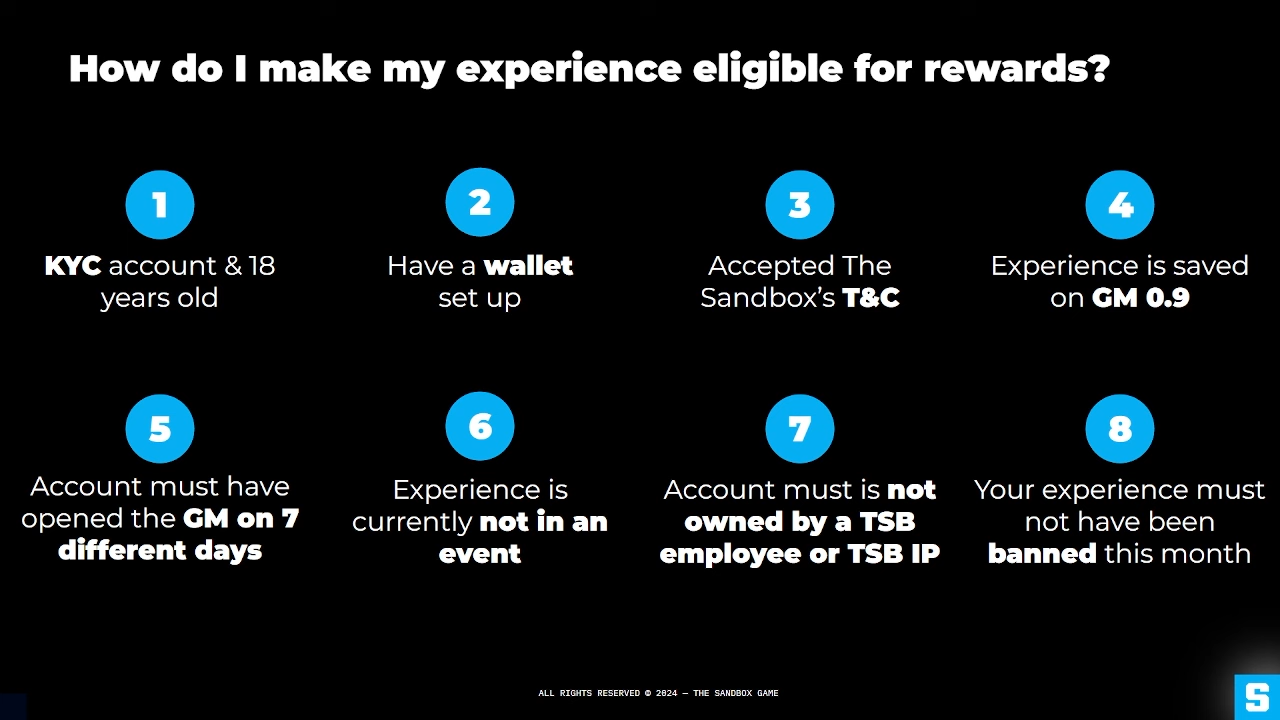 How do I make my experience eligible for rewards?
1
KYC account & 18
years old
2
Have a wallet
set up
3
Accepted The
Sandbox’s T&C
4
Experience is saved
on GM 0.9
5
Account must have
opened the GM on 7
different days
6
Experience is
currently not in an
event
7
Account must is not
owned by a TSB
employee or TSB IP
8
Your experience must
not have been
banned this month
ALL RIGHTS RESERVED © 2024 — THE SANDBOX GAME
S